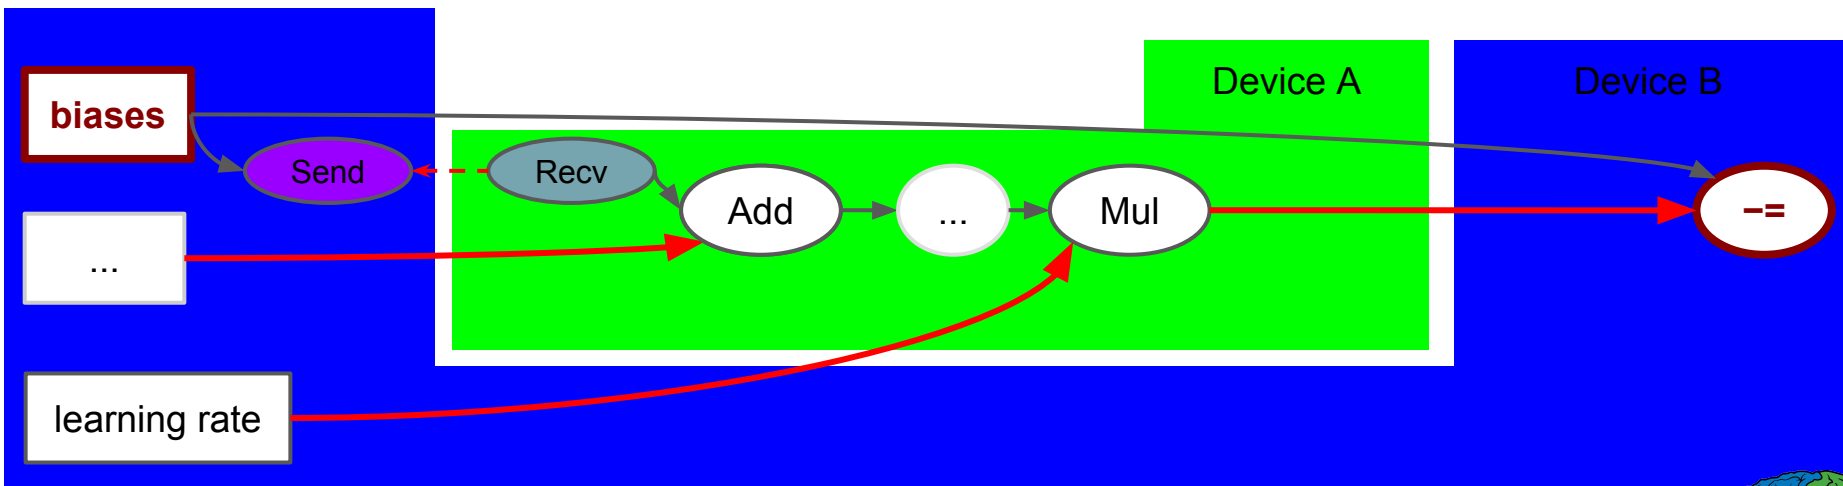 Device A
Device B
biases
Send
Recv
Add
...
Mul
−=
...
learning rate